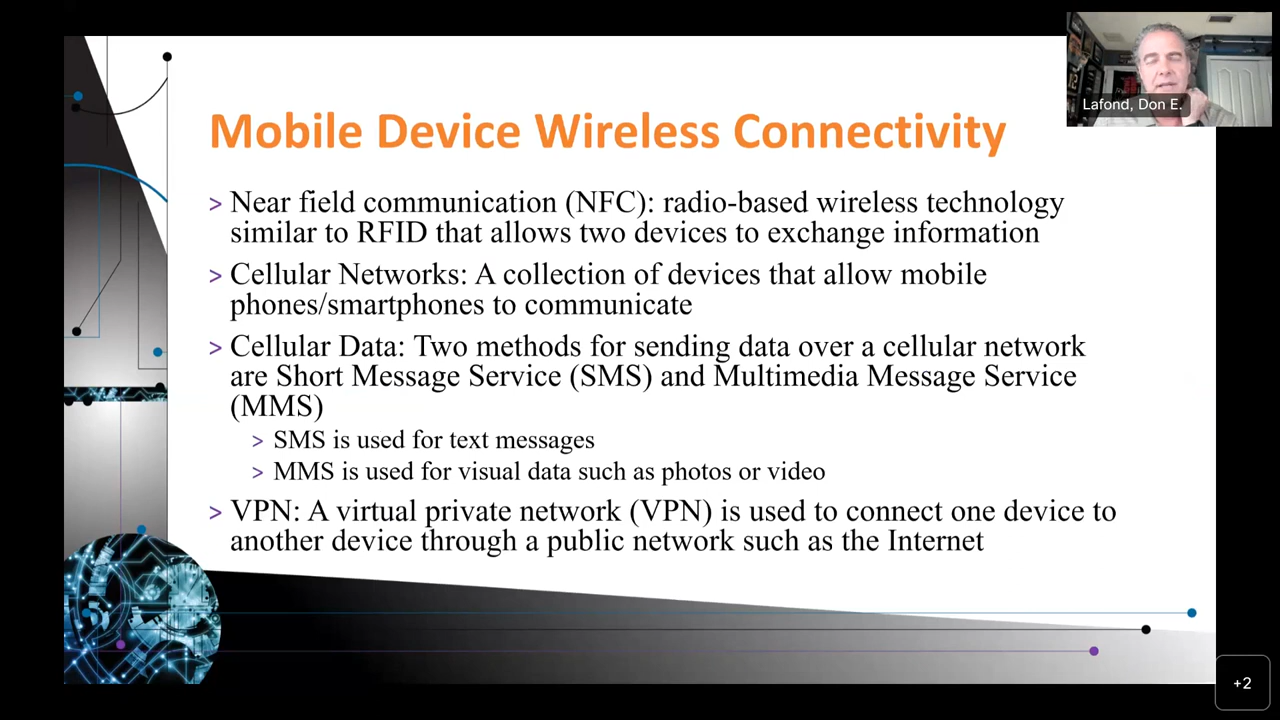 Lafond, Don E.
Mobile Device Wireless Connectivity
> Near field communication (NFC): radio-based wireless technology
similar to RFID that allows two devices to exchange information
> Cellular Networks: A collection of devices that allow mobile
phones/smartphones to communicate
> Cellular Data: Two methods for sending data over a cellular network
are Short Message Service (SMS) and Multimedia Message Service
(MMS)
> SMS is used for text messages
> MMS is used for visual data such as photos or video
> VPN: A virtual private network (VPN) is used to connect one device to
another device through a public network such as the Internet
+2